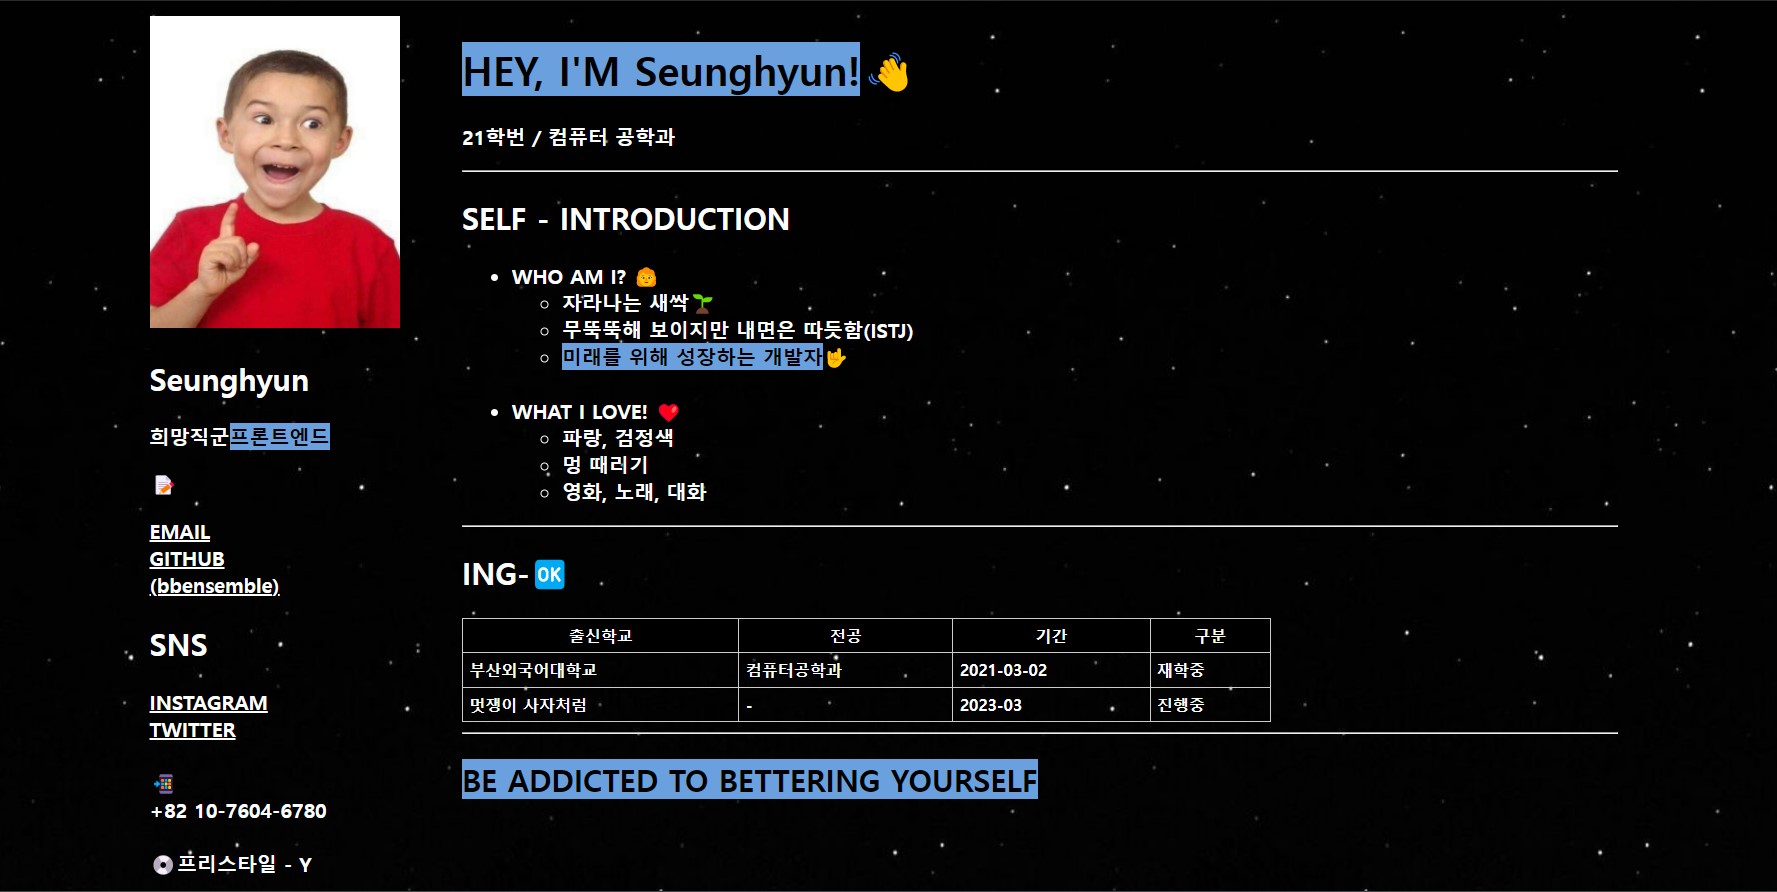 HEY, I'M Seunghyun! 👋
21학번 / 컴퓨터 공학과
SELF - INTRODUCTION
WHO AM I?
자라나는 새싹🌱
무뚝뚝해 보이지만 내면은 따듯함(ISTJ)
미래를 위해 성장하는 개발자🤟
WHAT I LOVE! ❤️
파랑, 검정색
멍 때리기
영화, 노래, 대화
ING-🆗
출신학교 전공 기간 구분
부산외국어대학교 컴퓨터공학과 2021-03-02 재학중
멋쟁이 사자처럼 - 2023-03 진행중
BE ADDICTED TO BETTERING YOURSELF
Seunghyun
희망직군프론트엔드
📝
EMAIL
GITHUB
(bbensemble)
SNS
INSTAGRAM
TWITTER
📲
+82 10-7604-6780
💿프리스타일 - Y